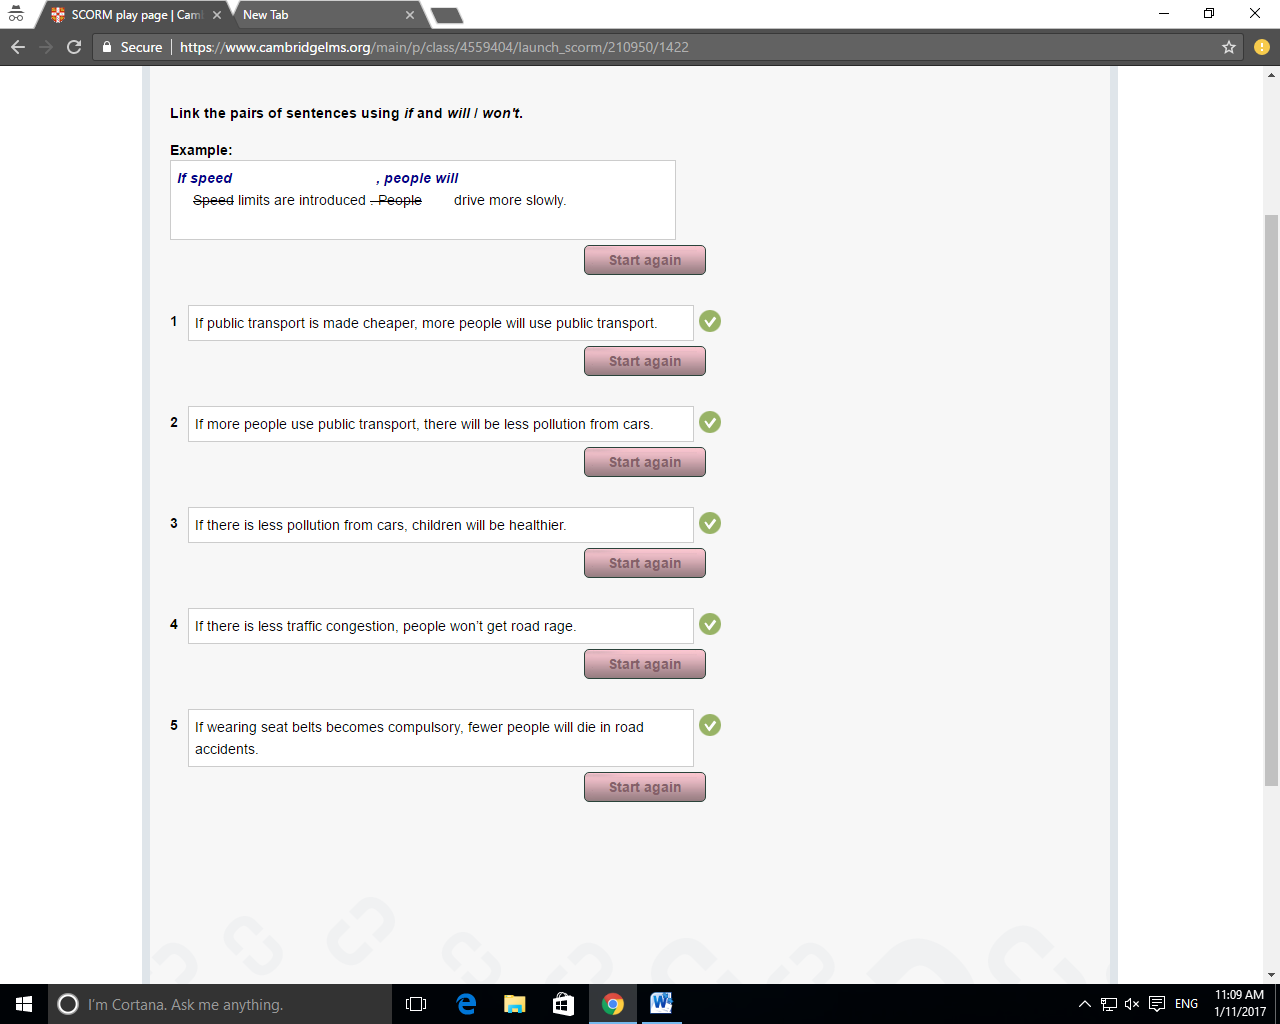 SCORM play page | Cam
New Tab
Secure
https://www.cambridgelms.org/main/p/class/4559404/launch_scorm/210950/1422
Link the pairs of sentences using if and will / won't.
Example:
If speed , people will
Speed limits are introduced . People drive more slowly.
Start again
1 If public transport is made cheaper, more people will use public transport.
Start again
2 If more people use public transport, there will be less pollution from cars.
Start again
3 If there is less pollution from cars, children will be healthier.
Start again
4 If there is less traffic congestion, people won't get road rage.
Start again
5 If wearing seat belts becomes compulsory, fewer people will die in road
accidents.
Start again
I'm Cortana. Ask me anything.
ENG
11:09 AM
1/11/2017